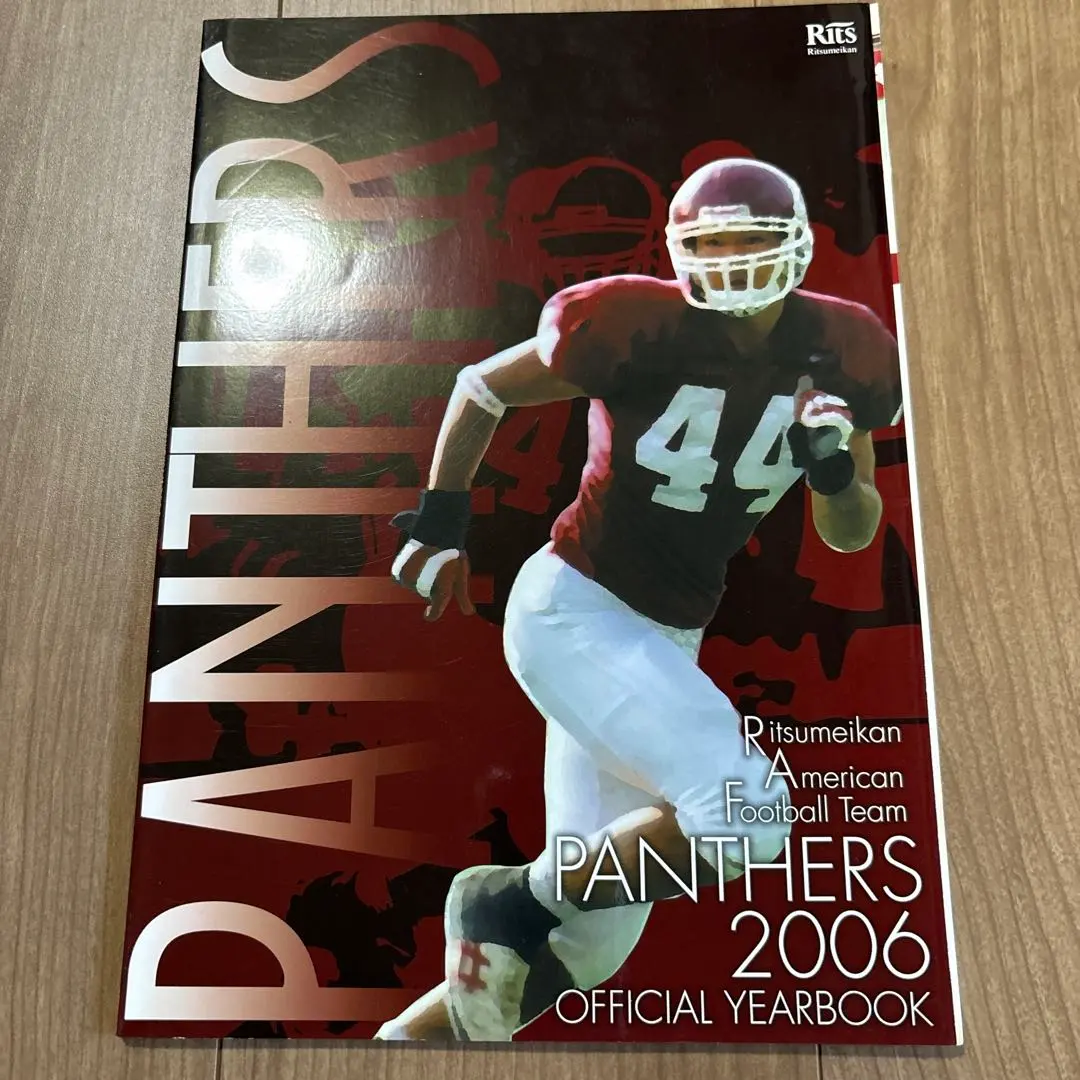 Rits
Ritsumeikan
PANTHERS
44
Ritsumeikan
American
Football Team
PANTHERS
2006
OFFICIAL YEARBOOK